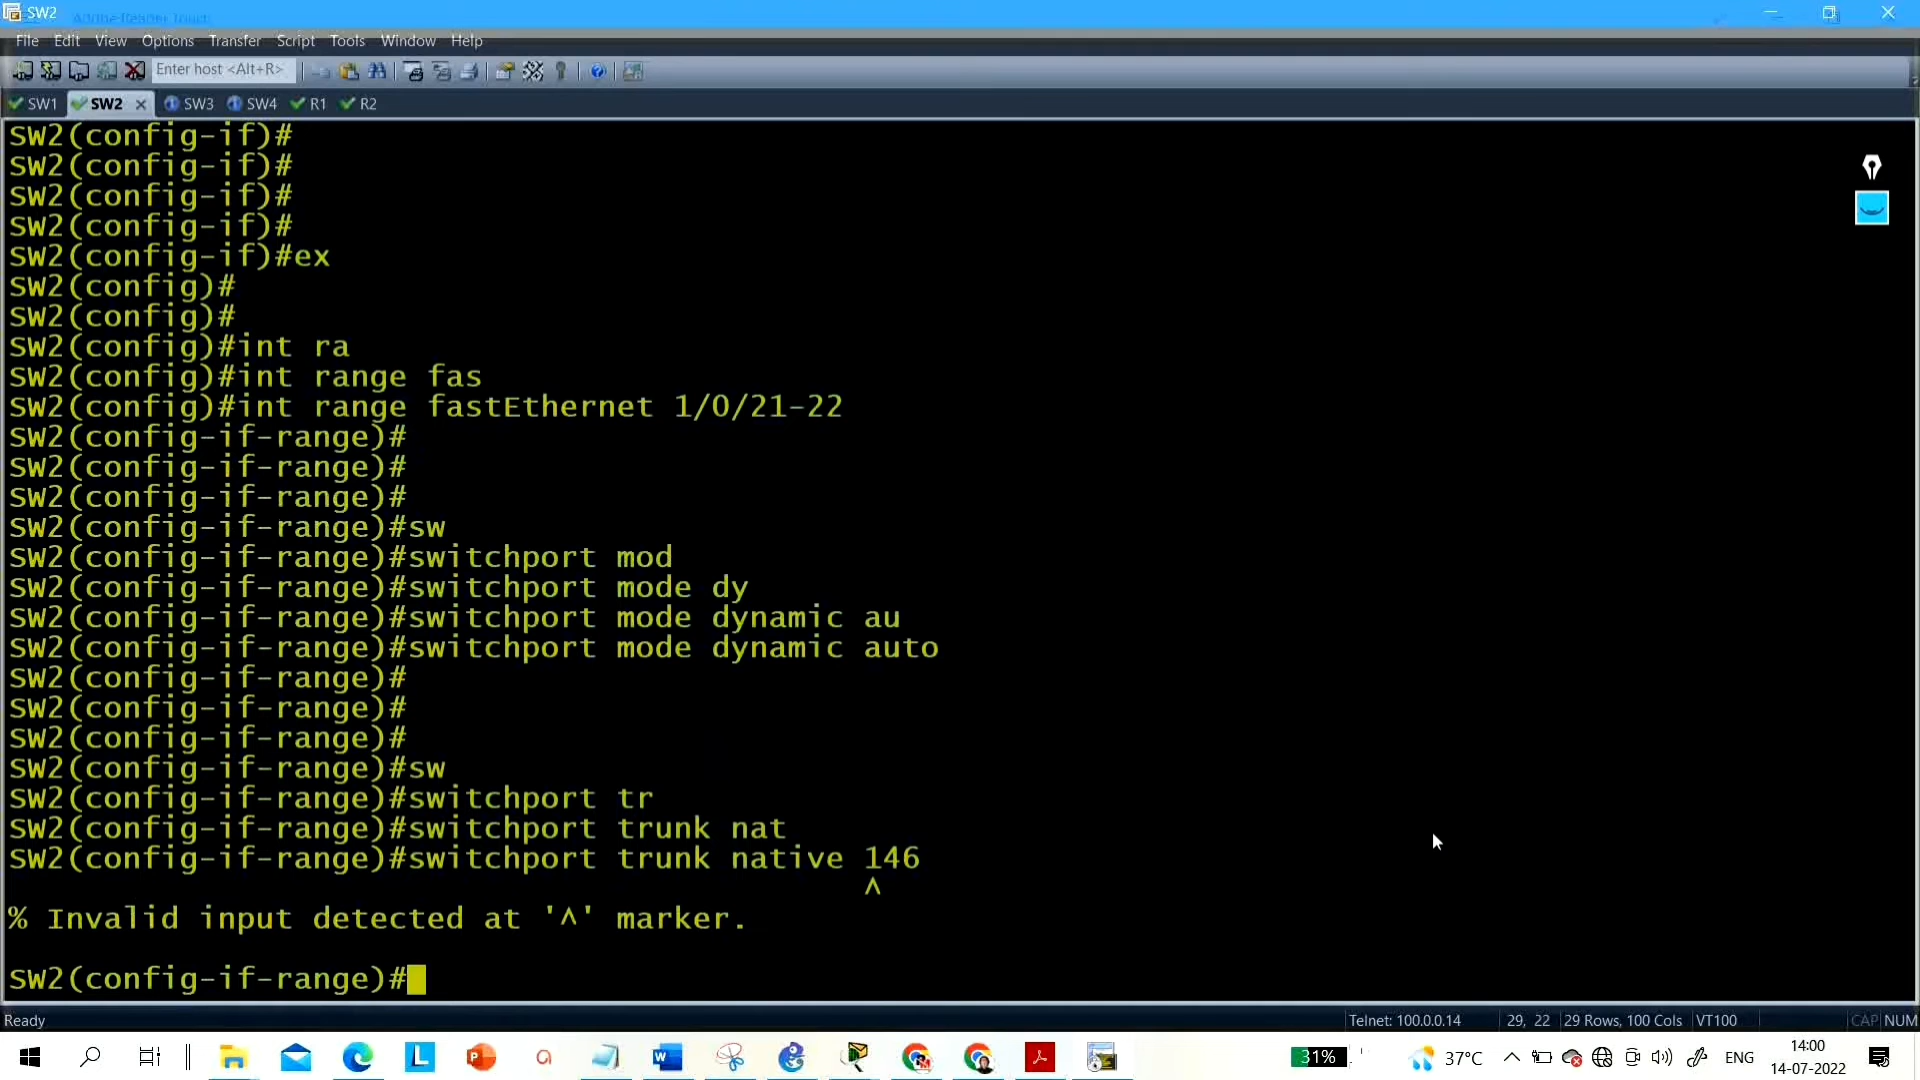 SW2
File Edit View Options Transfer Script Tools Window Help
Enter host <Alt+R>
SW1 SW2 SW3 SW4 R1 R2
SW2(config-if)#
SW2(config-if)#
SW2(config-if)#
SW2(config-if)#
SW2(config-if)#ex
SW2(config)#
SW2(config)#
SW2(config)#int ra
SW2(config)#int range fas
SW2(config)#int range fastEthernet 1/0/21-22
SW2(config-if-range)#
SW2(config-if-range)#
SW2(config-if-range)#
SW2(config-if-range)#sw
SW2(config-if-range)#switchport mod
SW2(config-if-range)#switchport mode dy
SW2(config-if-range)#switchport mode dynamic au
SW2(config-if-range)#switchport mode dynamic auto
SW2(config-if-range)#
SW2(config-if-range)#
SW2(config-if-range)#
SW2(config-if-range)#sw
SW2(config-if-range)#switchport tr
SW2(config-if-range)#switchport trunk nat
SW2(config-if-range)#switchport trunk native 146
^
% Invalid input detected at '^' marker.
SW2(config-if-range)#
Ready Telnet: 100.0.0.14 29, 22 29 Rows, 100 Cols VT100 CAP NUM
31% 37°C ENG 14:00
14-07-2022